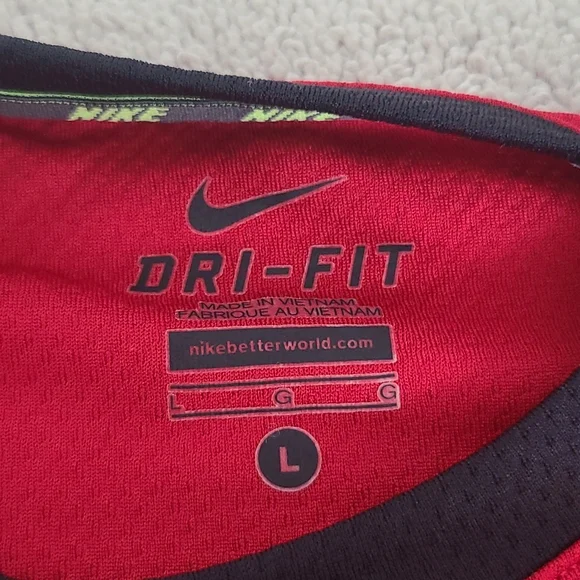 NIKE NIKE
DRI-FIT
MADE IN VIETNAM
FABRIQUE AU VIETNAM
nikebetterworld.com
L G G
L